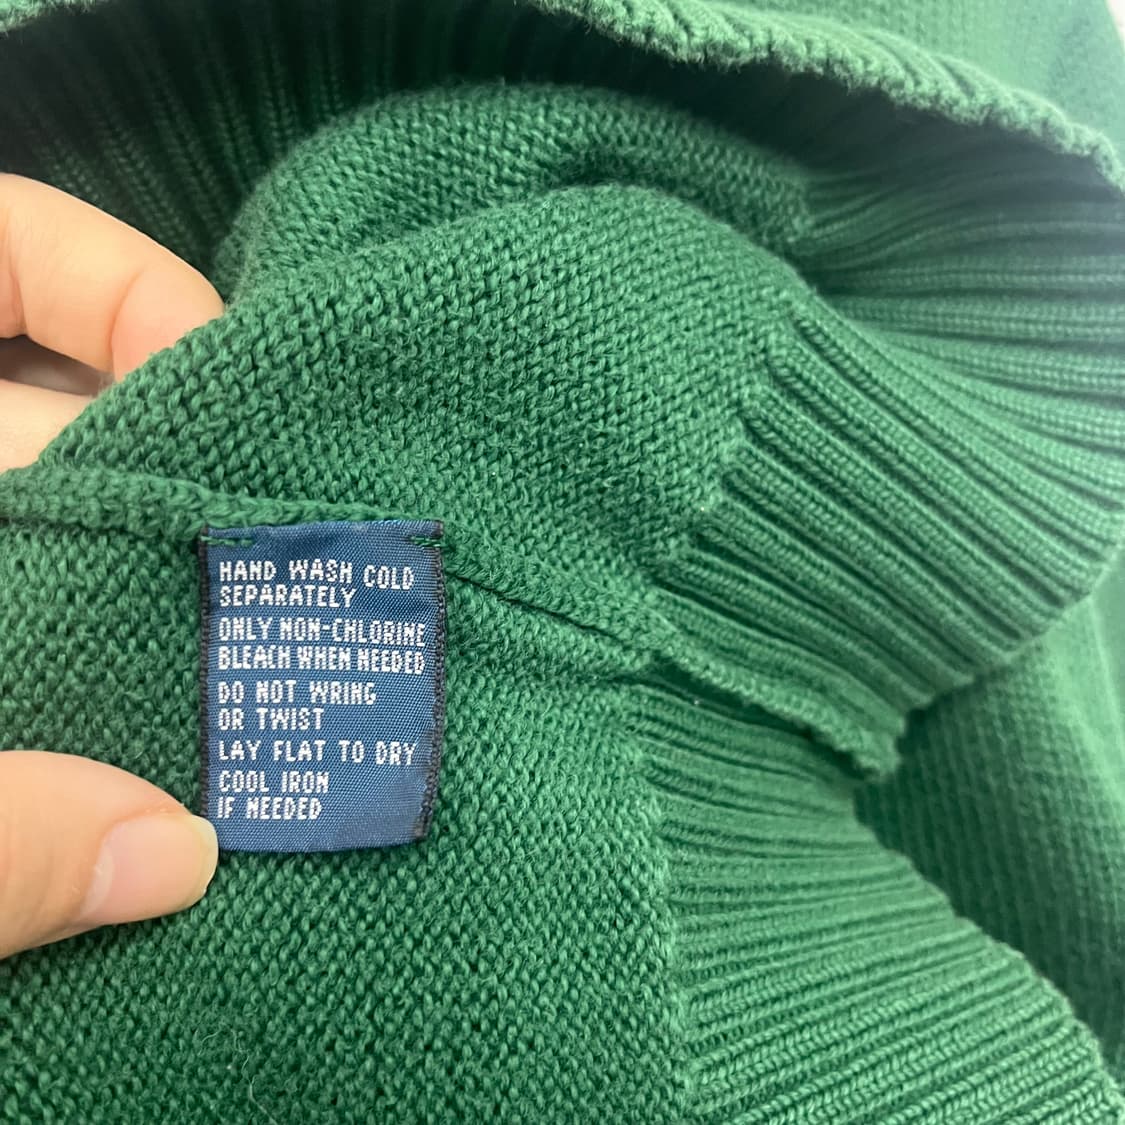 HAND WASH COLD
SEPARATELY
ONLY NON-CHLORINE
BLEACH WHEN NEEDED
DO NOT WRING
OR TWIST
LAY FLAT TO DRY
COOL IRON
IF NEEDED